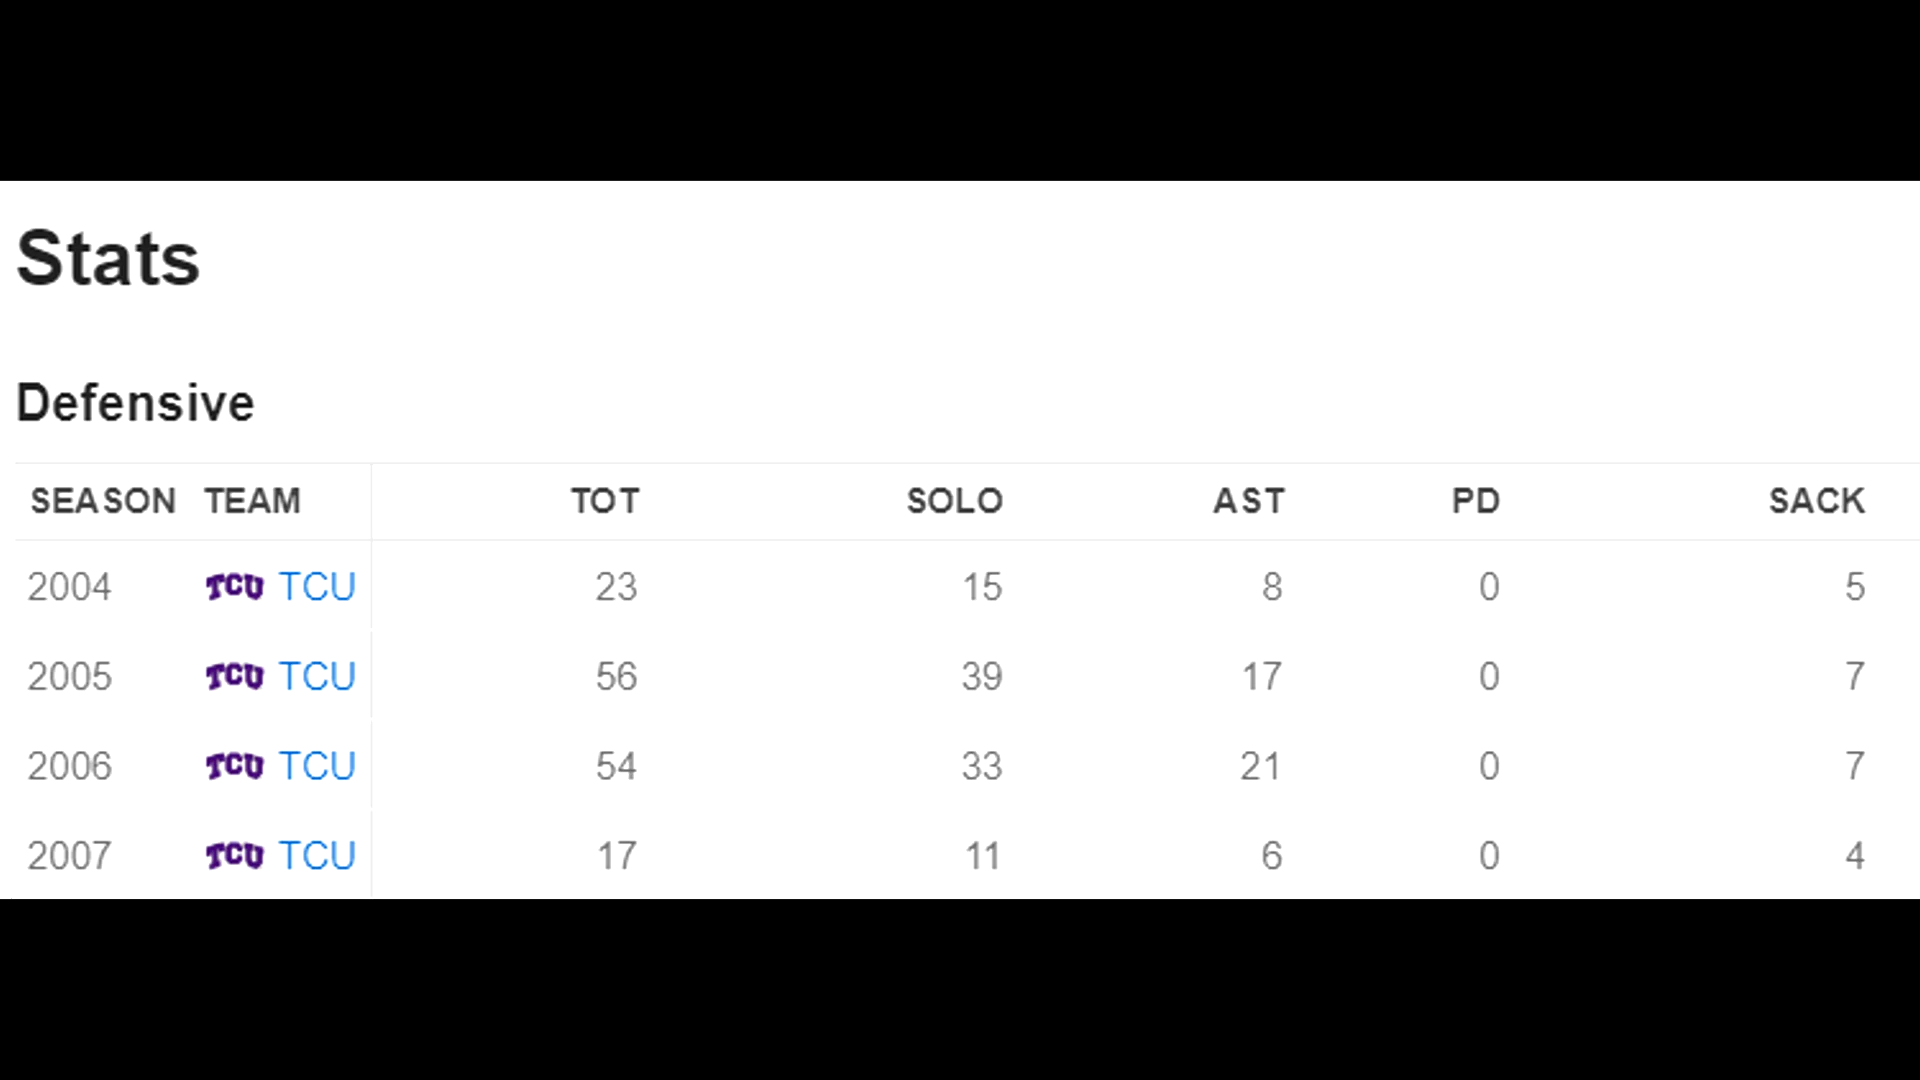 Stats
Defensive
SEASON TEAM TOT SOLO AST PD SACK
2004 TCU TCU 23 15 8 0 5
2005 TCU TCU 56 39 17 0 7
2006 TCU TCU 54 33 21 0 7
2007 TCU TCU 17 11 6 0 4